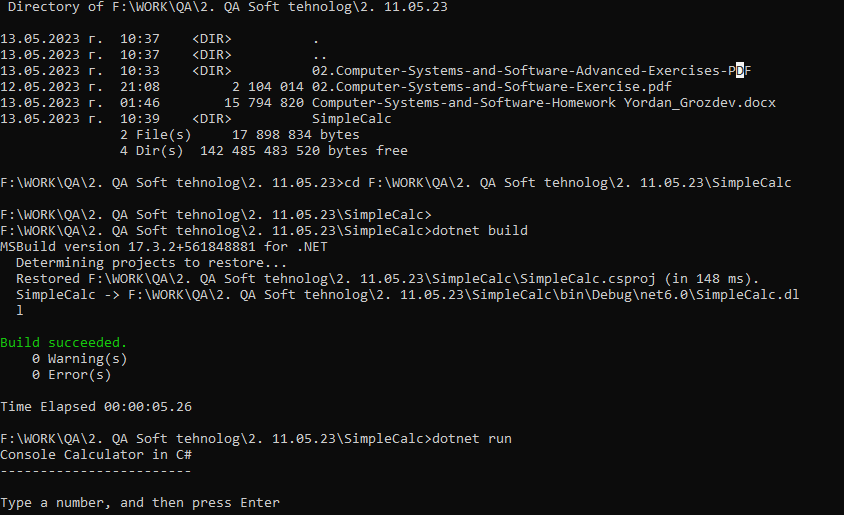 Directory of F:\WORK\QA\2. QA Soft tehnolog\2. 11.05.23
13.05.2023 г.  10:37    <DIR>          .
13.05.2023 г.  10:37    <DIR>          ..
13.05.2023 г.  10:33    <DIR>          02.Computer-Systems-and-Software-Advanced-Exercises-PDF
12.05.2023 г.  21:08         2 104 014 02.Computer-Systems-and-Software-Exercise.pdf
13.05.2023 г.  01:46        15 794 820 Computer-Systems-and-Software-Homework Yordan_Grozdev.docx
13.05.2023 г.  10:39    <DIR>          SimpleCalc
2 File(s)     17 898 834 bytes
4 Dir(s)  142 485 483 520 bytes free
F:\WORK\QA\2. QA Soft tehnolog\2. 11.05.23>cd F:\WORK\QA\2. QA Soft tehnolog\2. 11.05.23\SimpleCalc
F:\WORK\QA\2. QA Soft tehnolog\2. 11.05.23\SimpleCalc>
F:\WORK\QA\2. QA Soft tehnolog\2. 11.05.23\SimpleCalc>dotnet build
MSBuild version 17.3.2+561848881 for .NET
Determining projects to restore...
Restored F:\WORK\QA\2. QA Soft tehnolog\2. 11.05.23\SimpleCalc\SimpleCalc.csproj (in 148 ms).
SimpleCalc -> F:\WORK\QA\2. QA Soft tehnolog\2. 11.05.23\SimpleCalc\bin\Debug\net6.0\SimpleCalc.dl
l
Build succeeded.
0 Warning(s)
0 Error(s)
Time Elapsed 00:00:05.26
F:\WORK\QA\2. QA Soft tehnolog\2. 11.05.23\SimpleCalc>dotnet run
Console Calculator in C#
------------------------
Type a number, and then press Enter